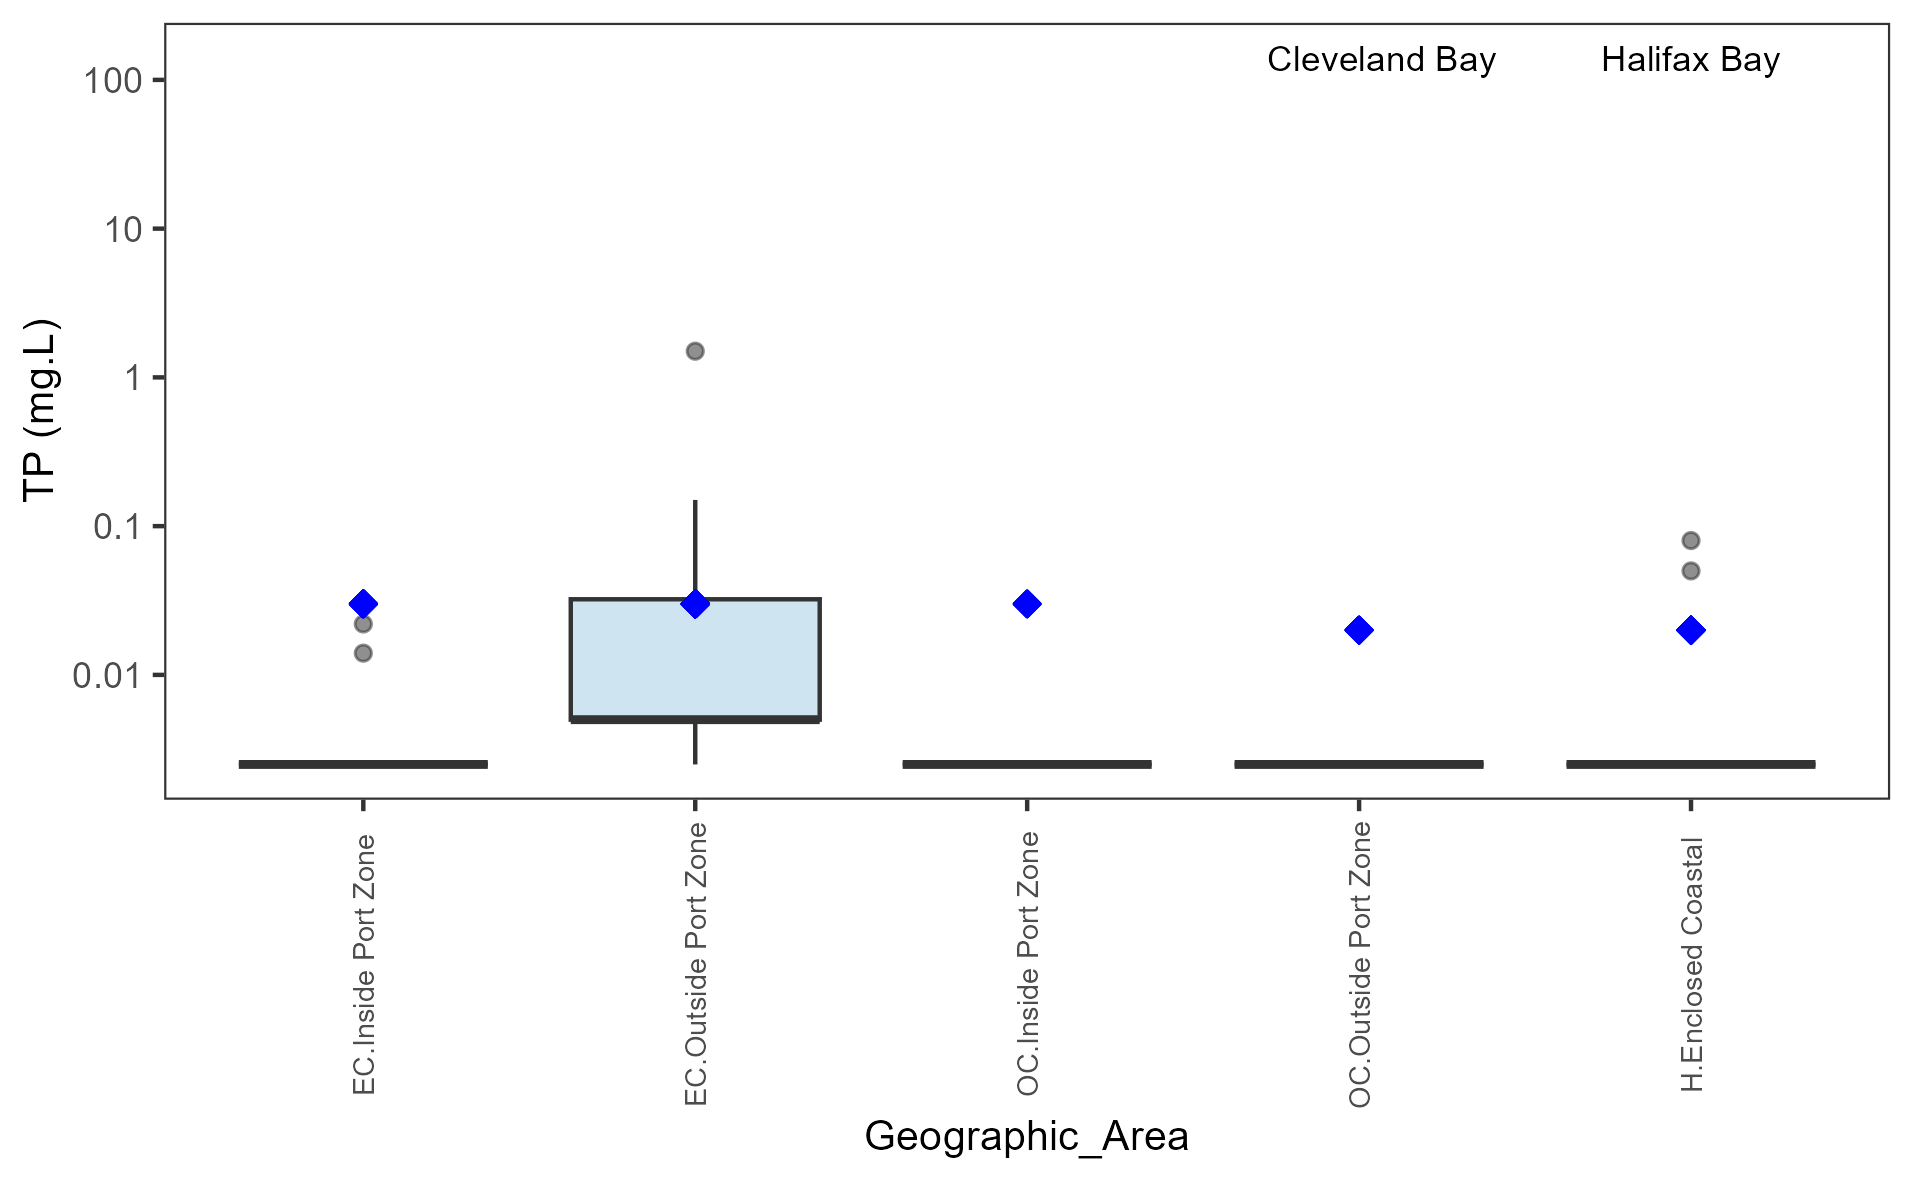 Cleveland Bay
Halifax Bay
100
10
1
0.1
0.01
TP (mg.L)
EC.Inside Port Zone
EC.Outside Port Zone
OC.Inside Port Zone
OC.Outside Port Zone
H.Enclosed Coastal
Geographic_Area